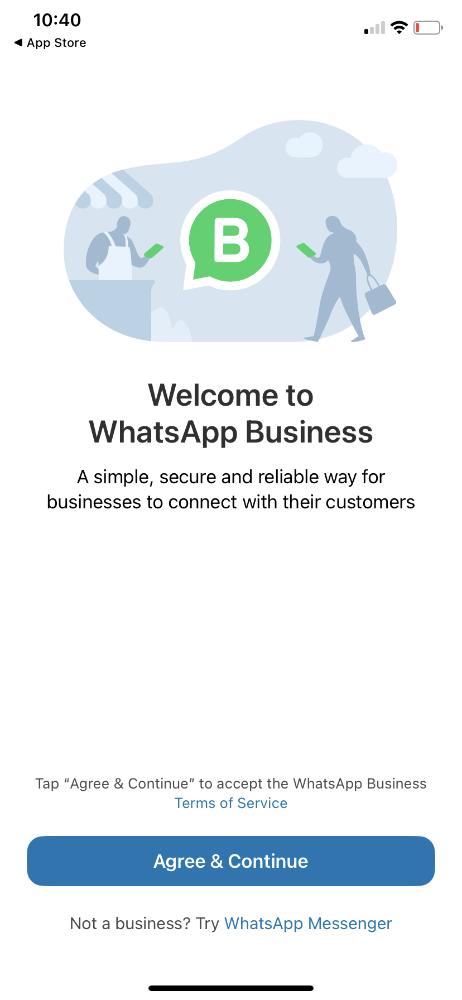 10:40
◀ App Store
B
Welcome to
WhatsApp Business
A simple, secure and reliable way for
businesses to connect with their customers
Tap “Agree & Continue” to accept the WhatsApp Business
Terms of Service
Agree & Continue
Not a business? Try WhatsApp Messenger